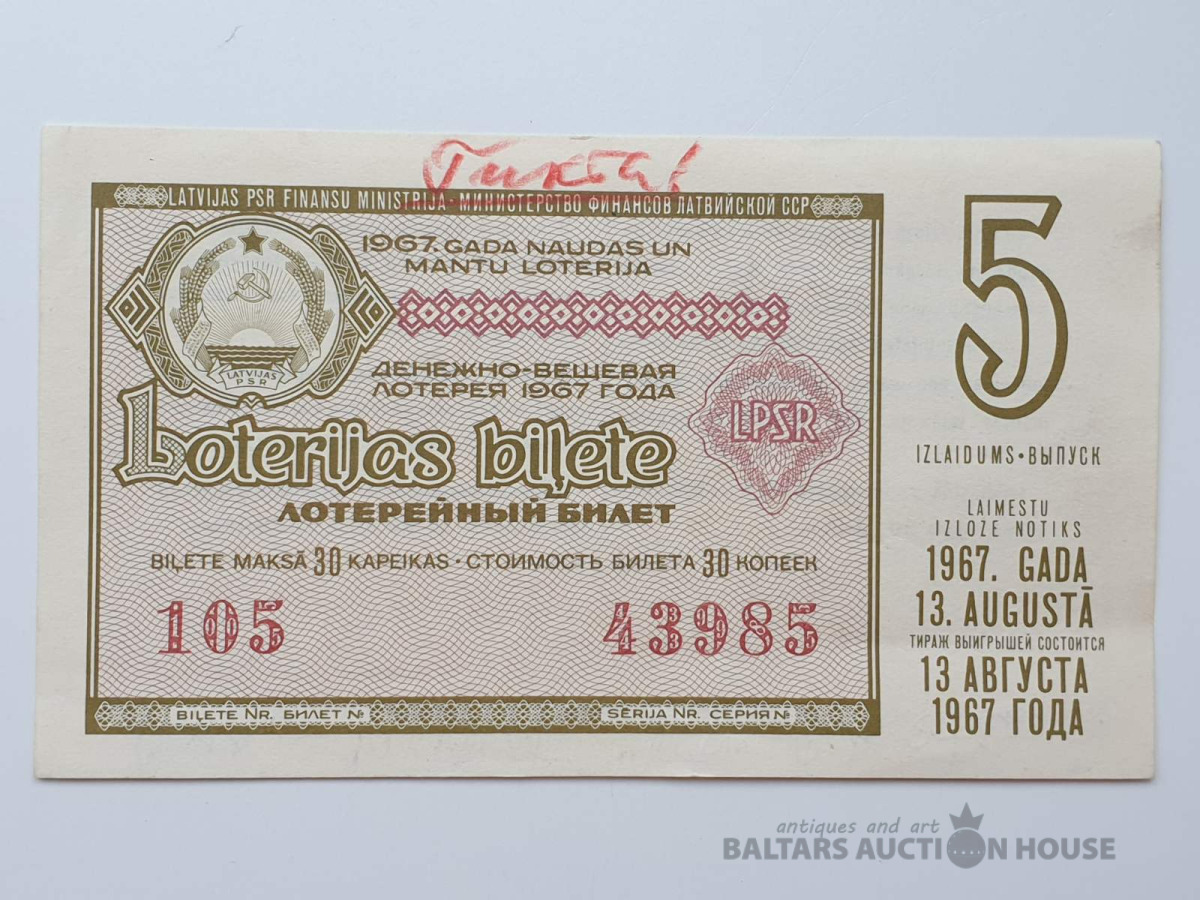 LATVIJAS PSR FINANSU MINISTRIJA · МИНИСТЕРСТВО ФИНАНСОВ ЛАТВИЙСКОЙ ССР
1967. GADA NAUDAS UN
MANTU LOTERIJA
LATVIJAS
PSR
ДЕНЕЖНО-ВЕЩЕВАЯ
ЛОТЕРЕЯ 1967 ГОДА
LPSR
Loterijas biļete
ЛОТЕРЕЙНЫЙ БИЛЕТ
BIĻETE MAKSĀ 30 KAPEIKAS · СТОИМОСТЬ БИЛЕТА 30 КОПЕЕК
105 43985
BIĻETE NR. БИЛЕТ № SĒRIJA NR. СЕРИЯ №
5
IZLAIDUMS · ВЫПУСК
LAIMESTU
IZLOZE NOTIKS
1967. GADA
13. AUGUSTĀ
ТИРАЖ ВЫИГРЫШЕЙ СОСТОИТСЯ
13 АВГУСТА
1967 ГОДА
antiques and art
BALTARS AUCTION HOUSE